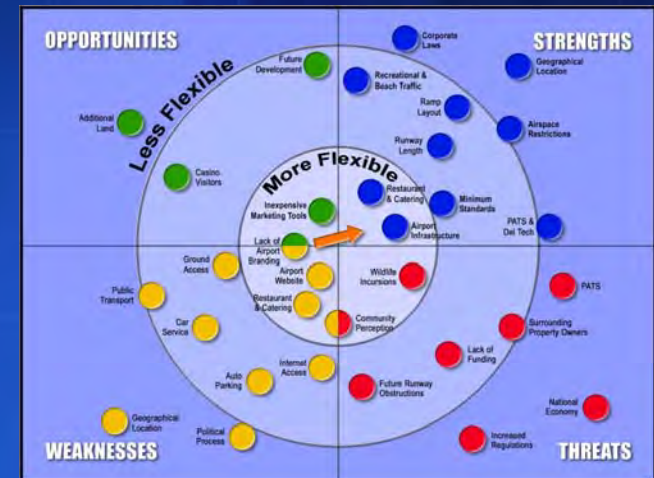 OPPORTUNITIES
STRENGTHS
Less Flexible
More Flexible
Future
Development
Additional
Land
Casino
Visitors
Inexpensive
Marketing Tools
Lack of
Airport
Branding
Corporate
Laws
Geographical
Location
Recreational &
Beach Traffic
Ramp
Layout
Airspace
Restrictions
Runway
Length
Restaurant
& Catering
Minimum
Standards
Airport
Infrastructure
PATS &
Del Tech
Ground
Access
Public
Transport
Airport
Website
Restaurant
& Catering
Car
Service
Community
Perception
Internet
Access
Auto
Parking
Geographical
Location
Political
Process
Wildlife
Incursions
PATS
Surrounding
Property Owners
Lack of
Funding
Future Runway
Obstructions
National
Economy
Increased
Regulations
WEAKNESSES
THREATS